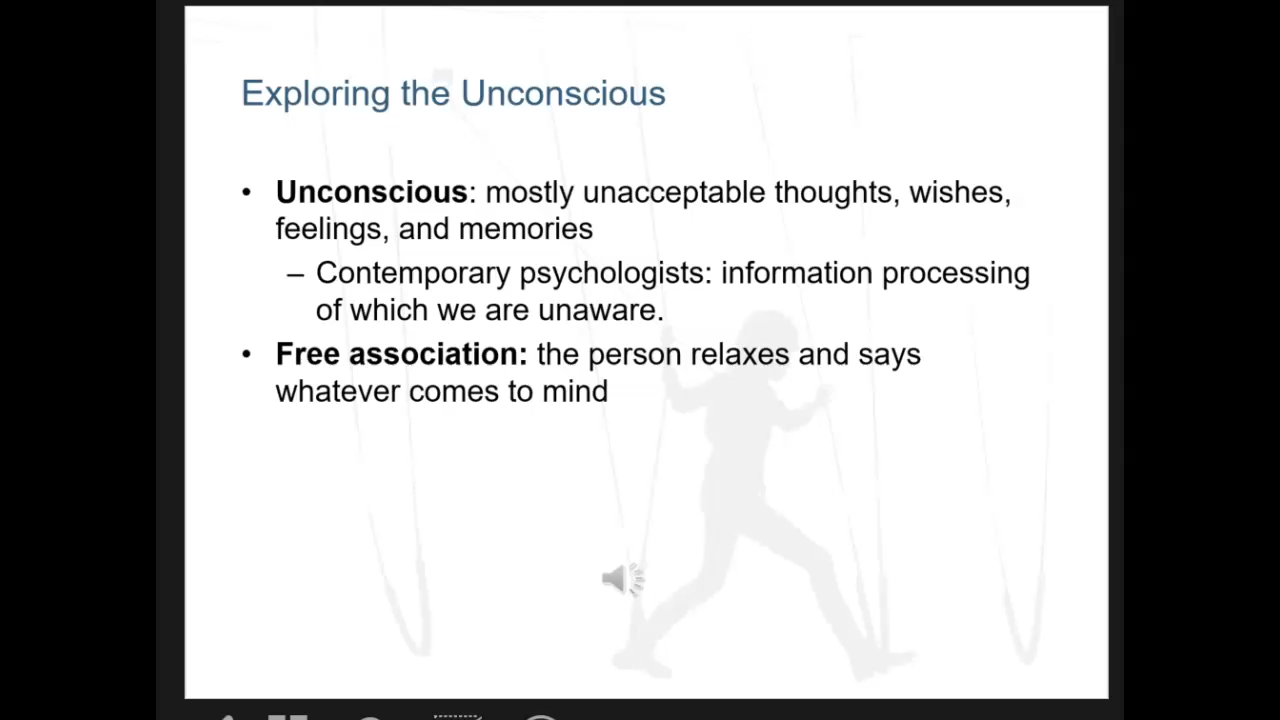 Exploring the Unconscious
• Unconscious: mostly unacceptable thoughts, wishes,
feelings, and memories
– Contemporary psychologists: information processing
of which we are unaware.
• Free association: the person relaxes and says
whatever comes to mind